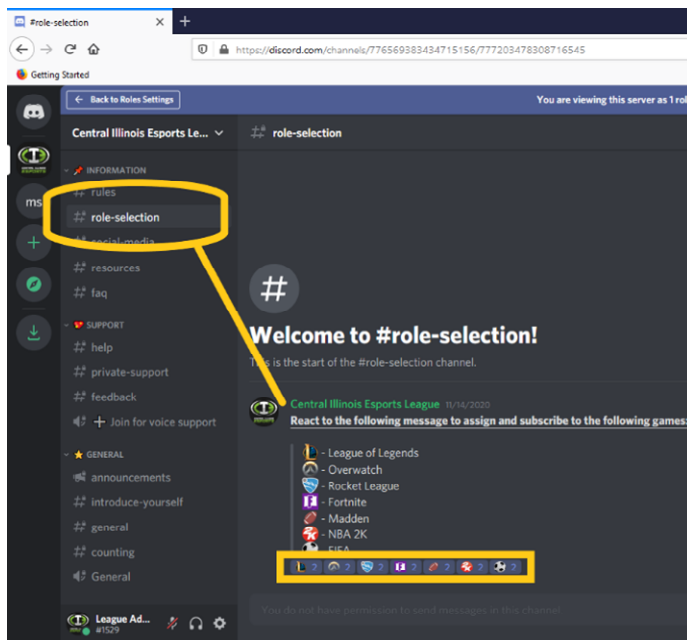 #role-selection
https://discord.com/channels/776569383434715156/777203478308716545
Getting Started
Back to Roles Settings
You are viewing this server as 1 rol
Central Illinois Esports Le...
role-selection
INFORMATION
rules
role-selection
social-media
resources
faq
SUPPORT
help
private-support
feedback
Join for voice support
GENERAL
announcements
introduce-yourself
general
counting
General
League Ad...
#1529
ms
#
Welcome to #role-selection!
This is the start of the #role-selection channel.
Central Illinois Esports League 11/14/2020
React to the following message to assign and subscribe to the following games:
- League of Legends
- Overwatch
- Rocket League
- Fortnite
- Madden
- NBA 2K
- FIFA
2 2 2 2 2 2 2
You do not have permission to send messages in this channel.